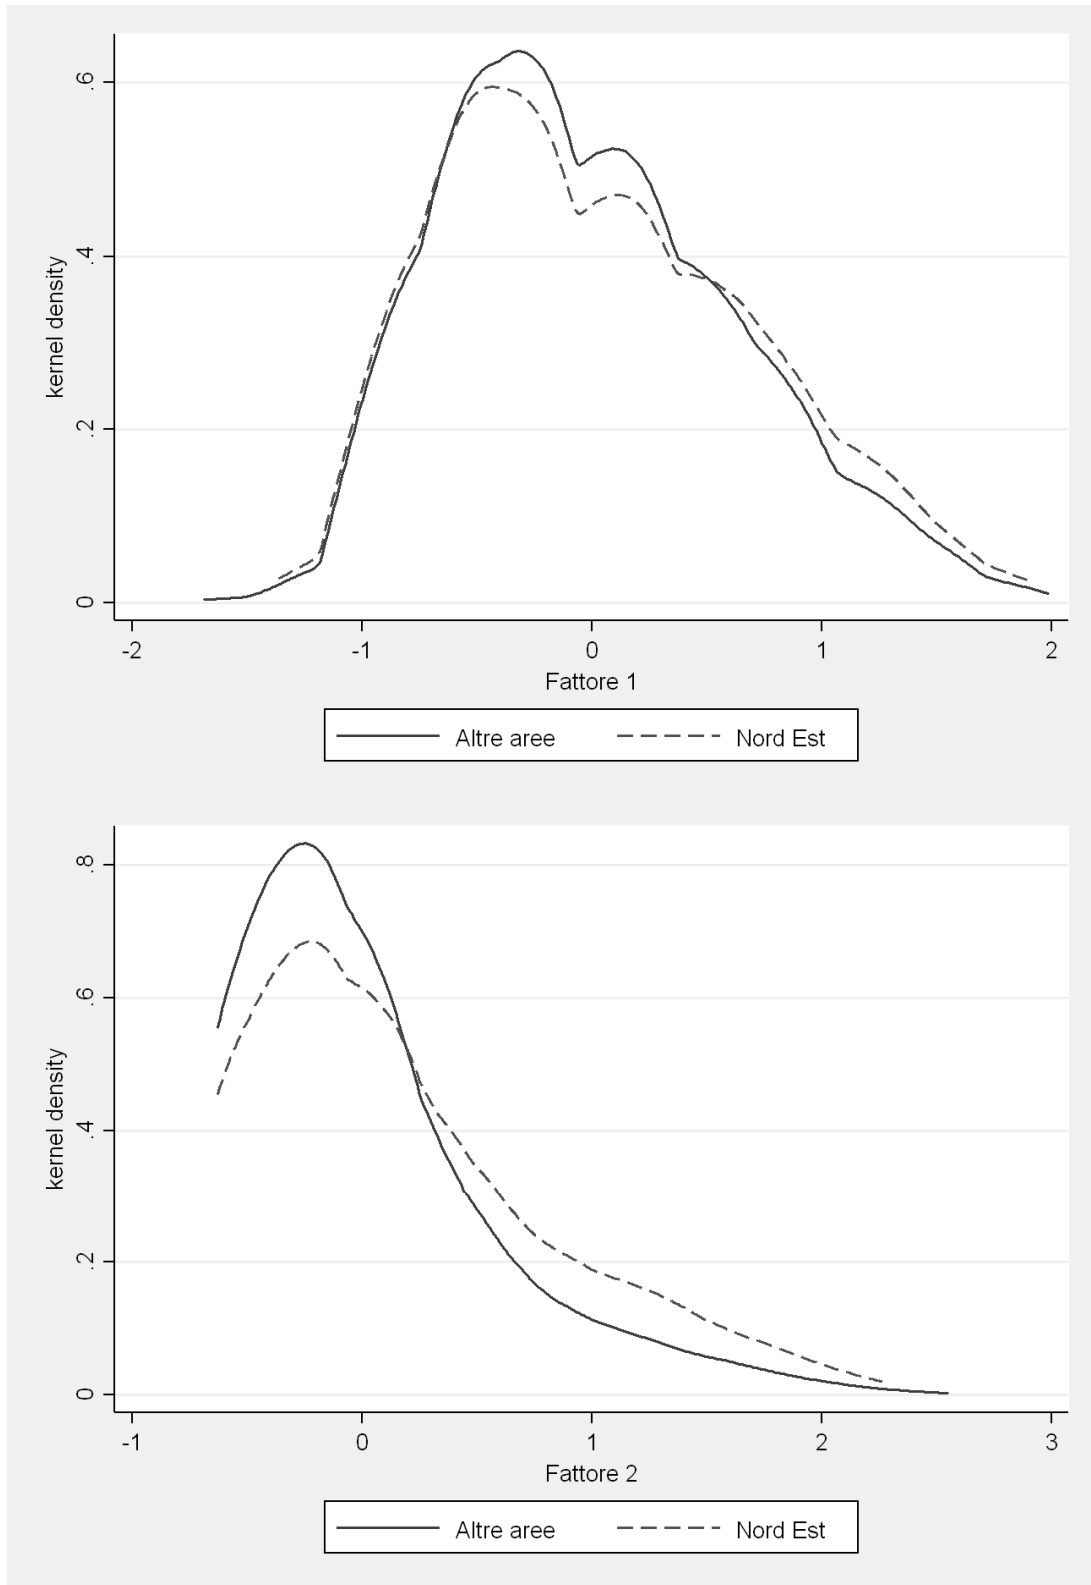 kernel density
.6
.4
.2
0
-2 -1 0 1 2
Fattore 1
Altre aree Nord Est
kernel density
.8
.6
.4
.2
0
-1 0 1 2 3
Fattore 2
Altre aree Nord Est